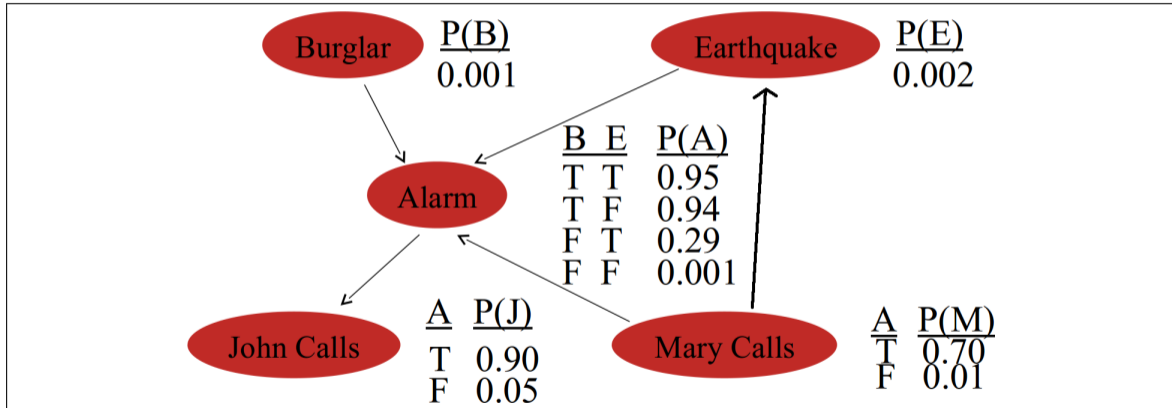 Burglar P(B) Earthquake P(E)
0.001 0.002
B E P(A)
T T 0.95
Alarm T F 0.94
F T 0.29
F F 0.001
A P(J) A P(M)
John Calls T 0.90 Mary Calls T 0.70
F 0.05 F 0.01